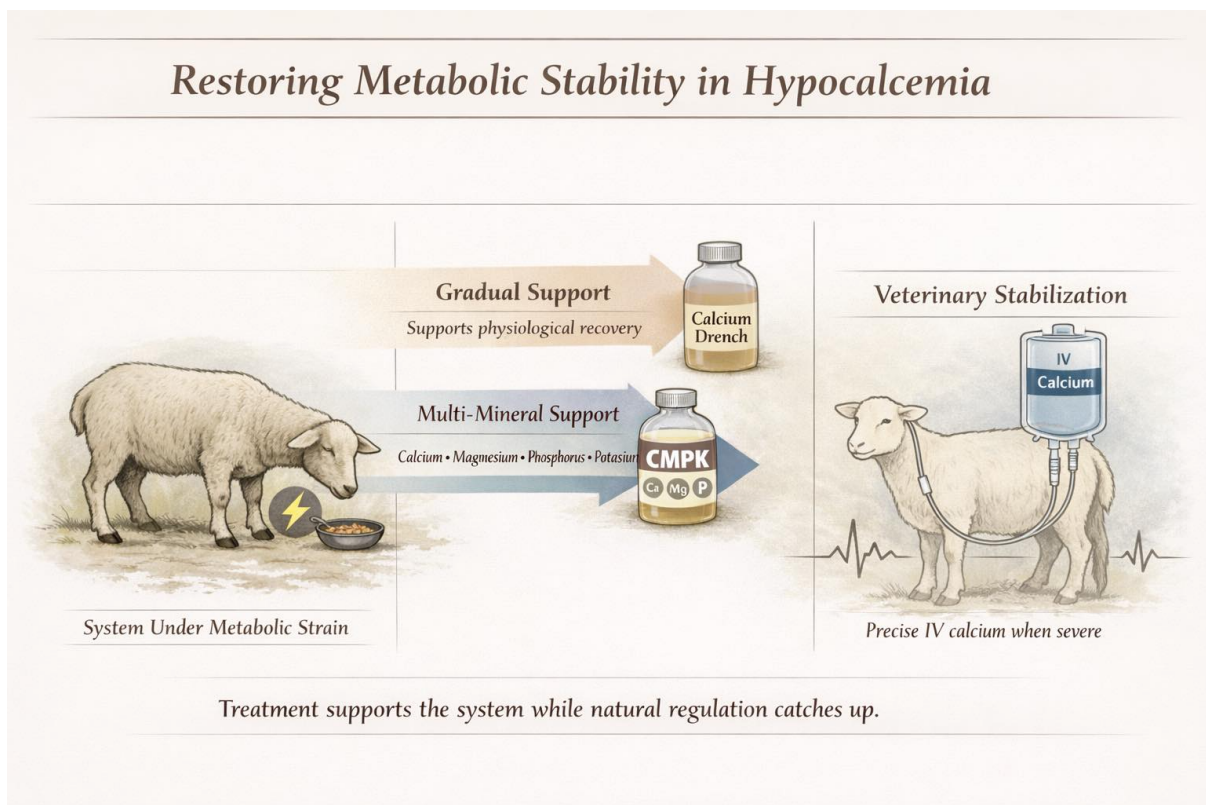 Restoring Metabolic Stability in Hypocalcemia
Gradual Support
Supports physiological recovery
Calcium
Drench
Multi-Mineral Support
Calcium • Magmesium • Phosphorus • Potasiun
CMPK
Ca Mg P
System Under Metabolic Strain
Veterinary Stabilization
IV
Calcium
Precise IV calcium when severe
Treatment supports the system while natural regulation catches up.